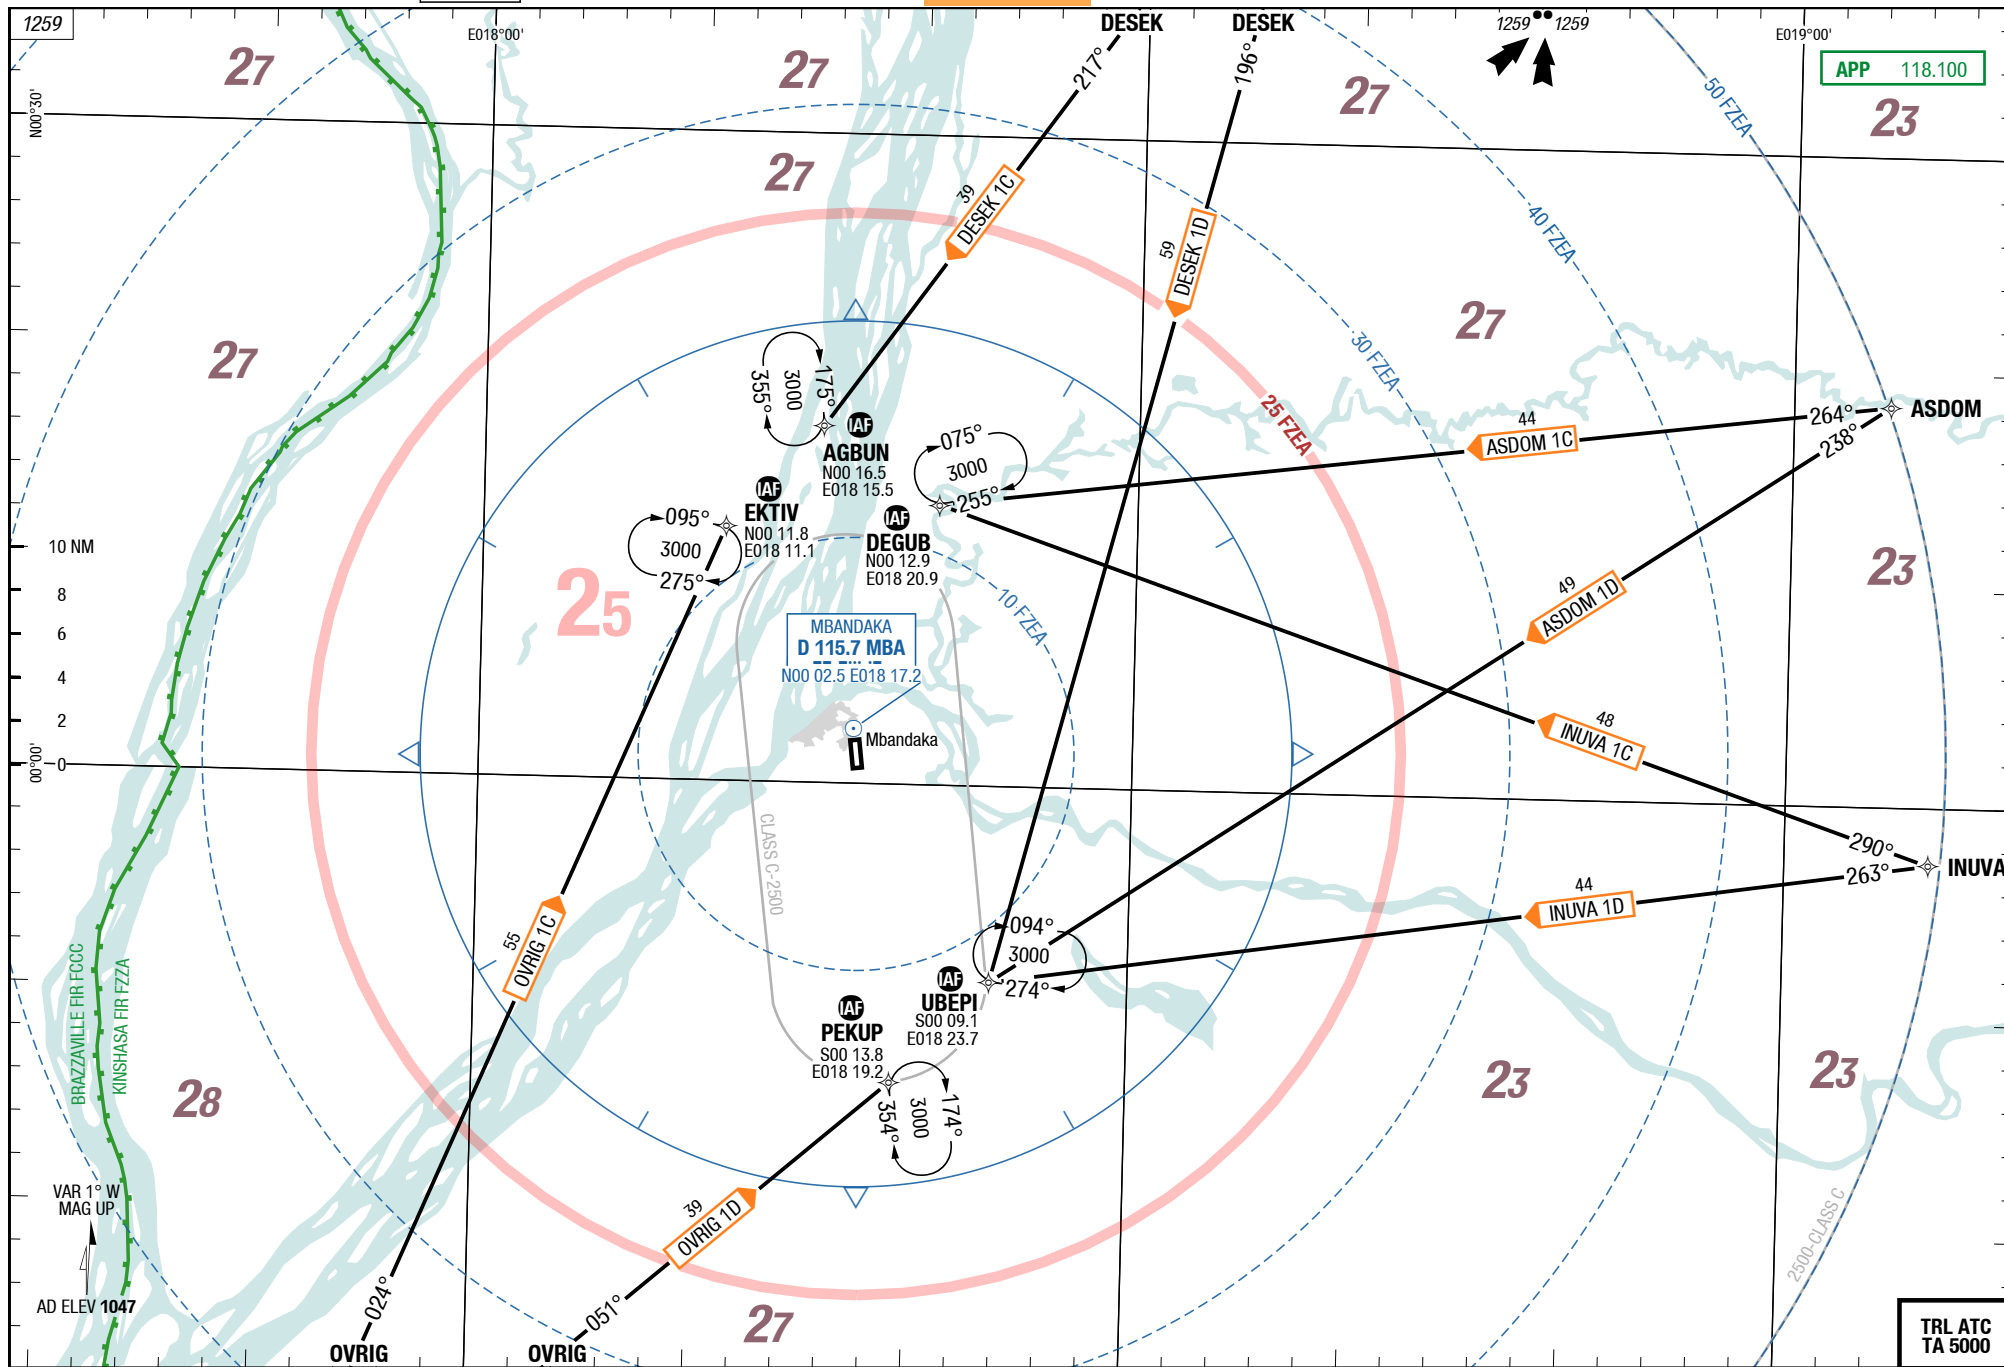 1259
E018°00'
DESEK
DESEK
1259 1259
E019°00'
APP 118.100
N00°30'
27
27
27
23
27
217°
196°
50 FZEA
39
DESEK 1C
59
DESEK 1D
40 FZEA
27
27
30 FZEA
25 FZEA
355°
3000
175°
IAF
AGBUN
N00 16.5
E018 15.5
075°
3000
255°
44
ASDOM 1C
264°
238°
ASDOM
IAF
EKTIV
N00 11.8
E018 11.1
095°
3000
275°
IAF
DEGUB
N00 12.9
E018 20.9
10 NM
8
6
4
2
0
00°00'
25
23
10 FZEA
49
ASDOM 1D
MBANDAKA
D 115.7 MBA
N00 02.5 E018 17.2
Mbandaka
48
INUVA 1C
290°
263°
INUVA
44
INUVA 1D
CLASS C-2500
55
OVRIG 1C
094°
3000
274°
IAF
UBEPI
S00 09.1
E018 23.7
IAF
PEKUP
S00 13.8
E018 19.2
354°
3000
174°
BRAZZAVILLE FIR FCCC
KINSHASA FIR FZZA
28
23
23
VAR 1° W
MAG UP
AD ELEV 1047
39
OVRIG 1D
2500-CLASS C
024°
051°
27
OVRIG
OVRIG
TRL ATC
TA 5000